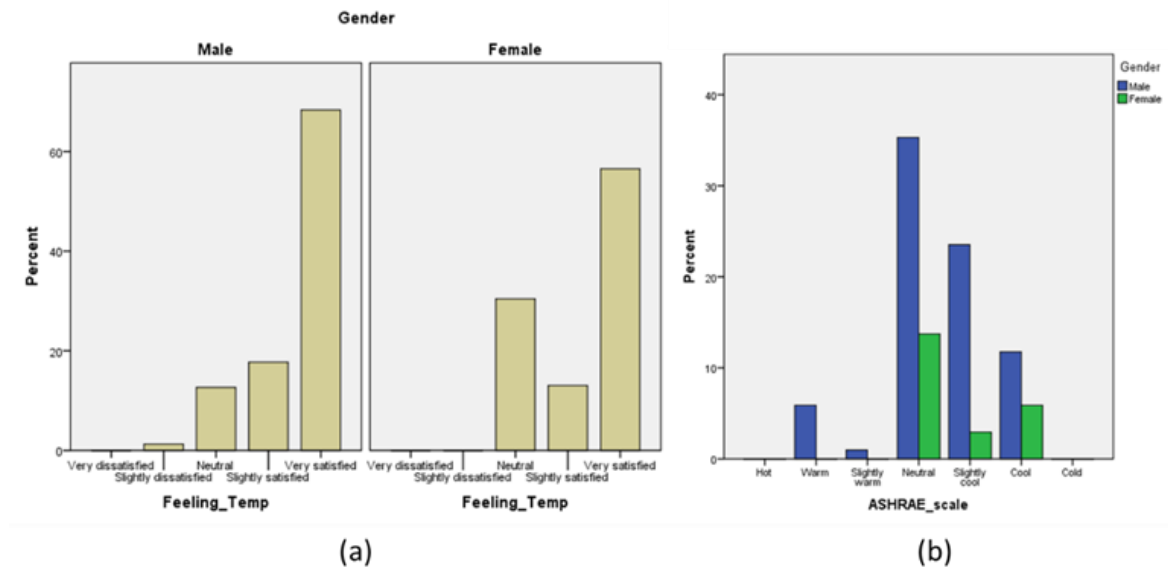 Gender
Male
Female
Percent
60
40
20
0
Very dissatisfied
Slightly dissatisfied
Neutral
Slightly satisfied
Very satisfied
Feeling_Temp
Very dissatisfied
Slightly dissatisfied
Neutral
Slightly satisfied
Very satisfied
Feeling_Temp
(a)
Gender
Male
Female
Percent
40
30
20
10
0
Hot
Warm
Slightly
warm
Neutral
Slightly
cool
Cool
Cold
ASHRAE_scale
(b)